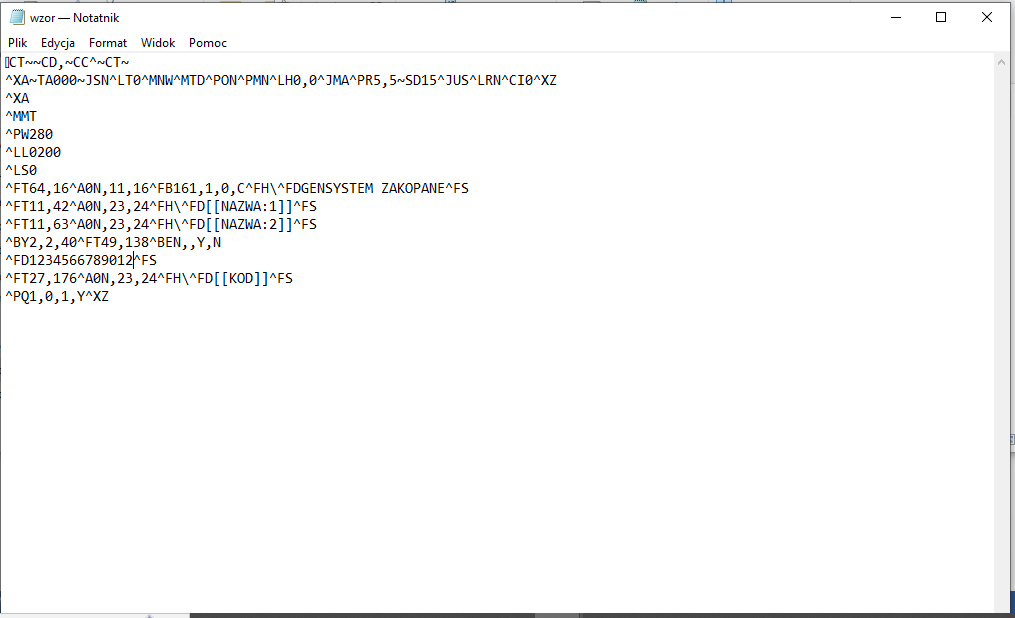 wzor — Notatnik
Plik Edycja Format Widok Pomoc
CT~~CD,~CC^~CT~
^XA~TA000~JSN^LT0^MNW^MTD^PON^PMN^LH0,0^JMA^PR5,5~SD15^JUS^LRN^CI0^XZ
^XA
^MMT
^PW280
^LL0200
^LS0
^FT64,16^A0N,11,16^FB161,1,0,C^FH\^FDGENSYSTEM ZAKOPANE^FS
^FT11,42^A0N,23,24^FH\^FD[[NAZWA:1]]^FS
^FT11,63^A0N,23,24^FH\^FD[[NAZWA:2]]^FS
^BY2,2,40^FT49,138^BEN,,Y,N
^FD1234566789012^FS
^FT27,176^A0N,23,24^FH\^FD[[KOD]]^FS
^PQ1,0,1,Y^XZ